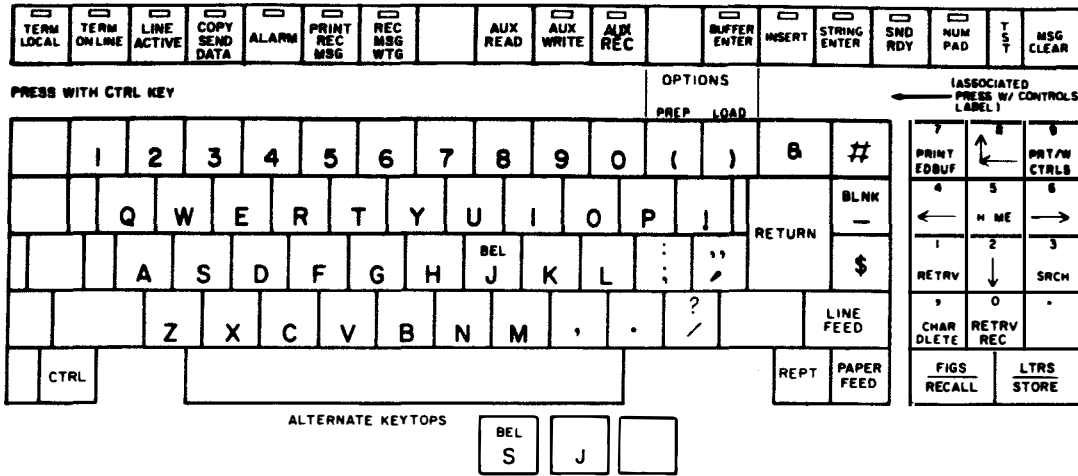 TERM LOCAL
TERM ON LINE
LINE ACTIVE
COPY SEND DATA
ALARM
PRINT REC MSG
REC MSG WTG
AUX READ
AUX WRITE
AUX REC
BUFFER ENTER
INSERT
STRING ENTER
SND RDY
NUM PAD
TST
MSG CLEAR
PRESS WITH CTRL KEY
OPTIONS
PREP LOAD
(ASSOCIATED
PRESS W/ CONTROLS
LABEL)
1 2 3 4 5 6 7 8 9 0 ( ) & #
Q W E R T Y U I O P ! RETURN BLNK —
A S D F G H BEL J K L : ; ,, , $
Z X C V B N M , . ? / LINE FEED
CTRL REPT PAPER FEED
7 8 9
PRINT EDBUF PRT/W CTRLS
4 5 6
← H ME →
1 2 3
RETRV ↓ SRCH
, 0 .
CHAR DLETE RETRV REC
FIGS LTRS
RECALL STORE
ALTERNATE KEYTOPS
BEL
S J